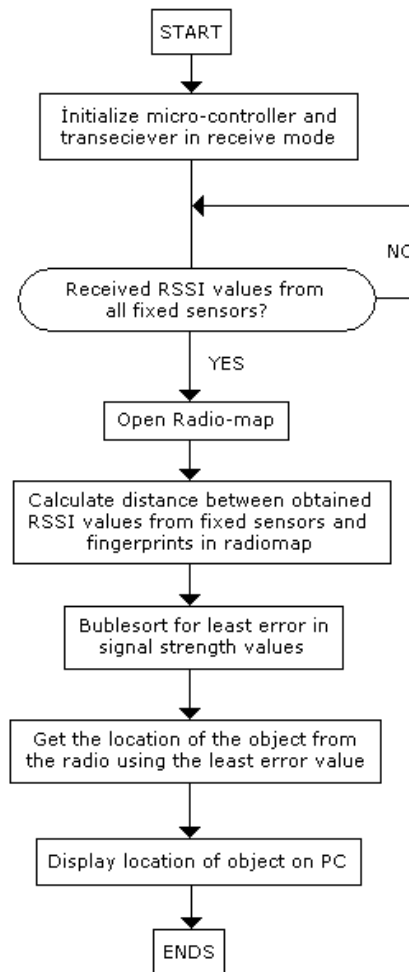 START
İnitialize micro-controller and
transeciever in receive mode
NO
Received RSSI values from
all fixed sensors?
YES
Open Radio-map
Calculate distance between obtained
RSSI values from fixed sensors and
fingerprints in radiomap
Bublesort for least error in
signal strength values
Get the location of the object from
the radio using the least error value
Display location of object on PC
ENDS